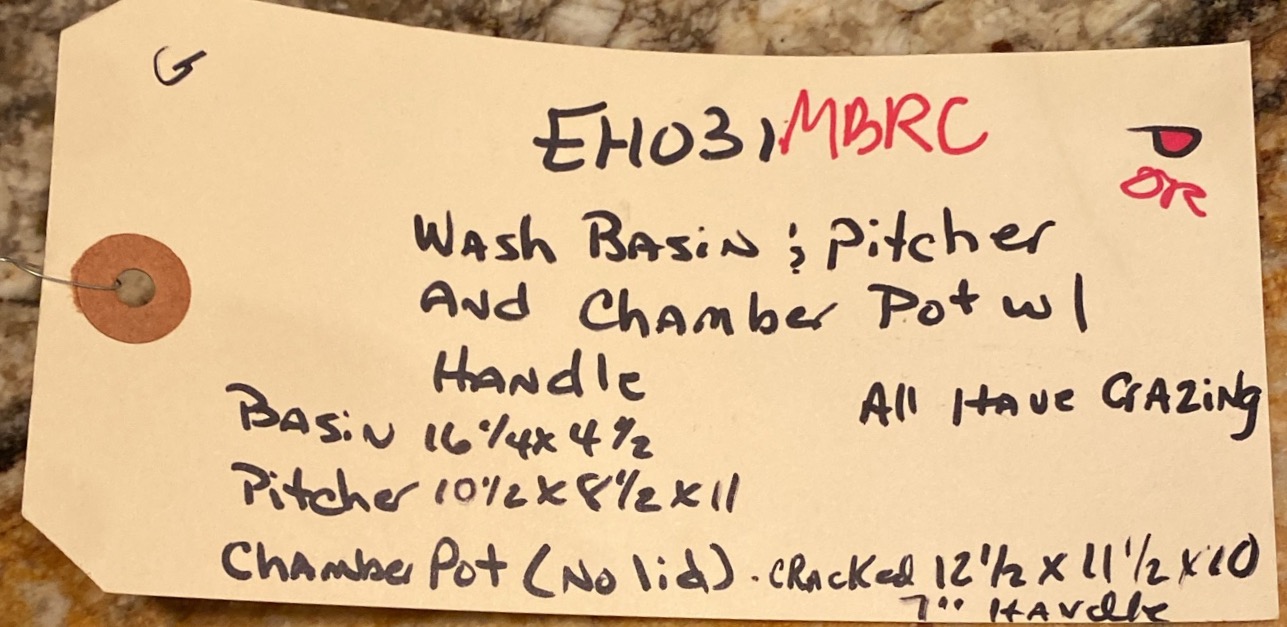 G
EH031 MBRC
P
OR
Wash Basin & Pitcher
And Chamber Pot w/
Handle
All Have Crazing
Basin 16 1/4 x 4 1/2
Pitcher 10 1/2 x 8 1/2 x 11
Chamber Pot (No lid) - cracked 12 1/2 x 11 1/2 x 10
7" Handle